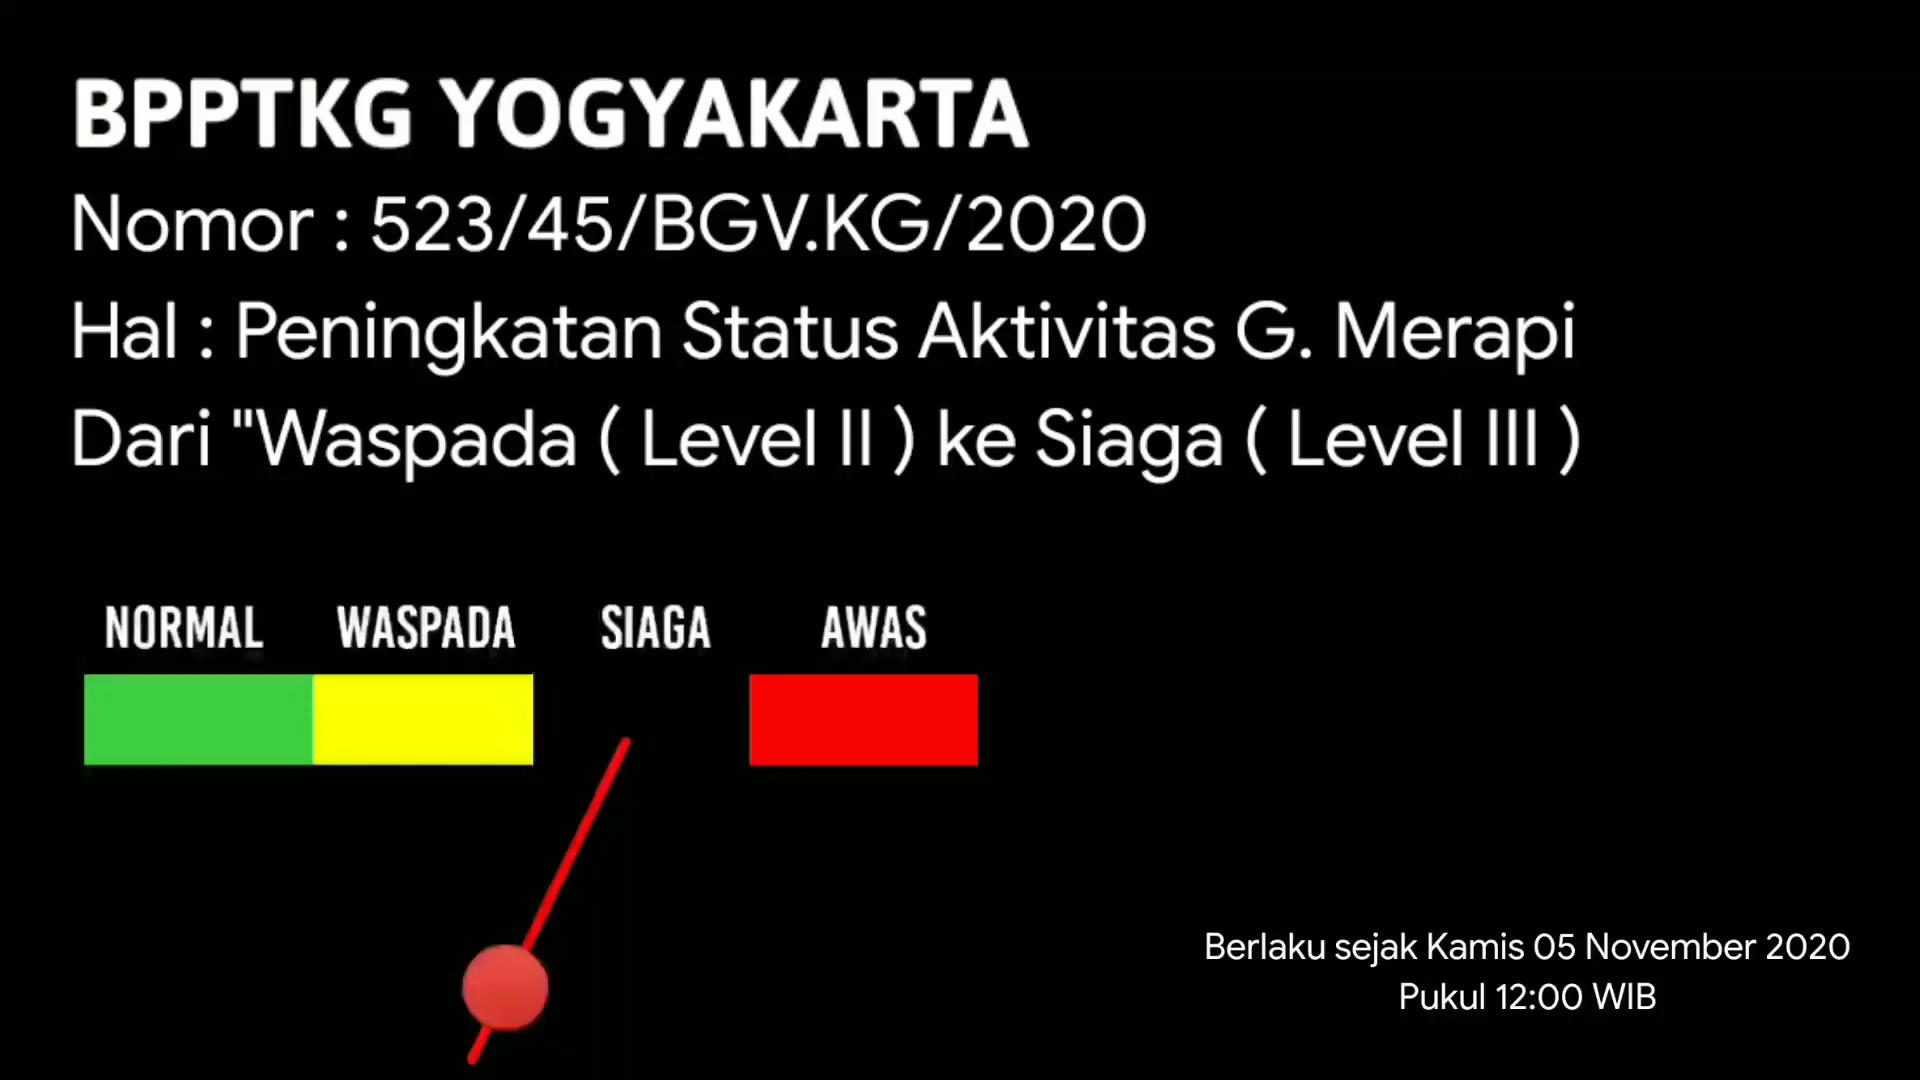 BPPTKG YOGYAKARTA
Nomor : 523/45/BGV.KG/2020
Hal : Peningkatan Status Aktivitas G. Merapi
Dari "Waspada ( Level II ) ke Siaga ( Level III )
NORMAL WASPADA SIAGA AWAS
Berlaku sejak Kamis 05 November 2020
Pukul 12:00 WIB